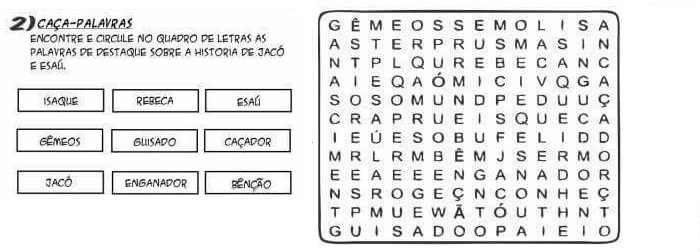 2) CAÇA-PALAVRAS
ENCONTRE E CIRCULE NO QUADRO DE LETRAS AS
PALAVRAS DE DESTAQUE SOBRE A HISTORIA DE JACÓ
E ESAÚ.
ISAQUE REBECA ESAÚ
GÊMEOS GUISADO CAÇADOR
JACÓ ENGANADOR BÊNÇÃO
G Ê M E O S S E M O L I S A
A S T E R P R U S M A S I N
N T P L Q U R E B E C A N C
A I E Q A Ó M I C I V Q G A
S O S O M U N D P E D U U Ç
C R A P R U E I S Q U E C A
I E Ú E S O B U F E L I D D
M R L R M B Ê M J S E R M O
E E A E E E N G A N A D O R
N S R O G E Ç N C O N H E Ç
T P M U E W Ã T Ó U T H N T
G U I S A D O O P A I E I O